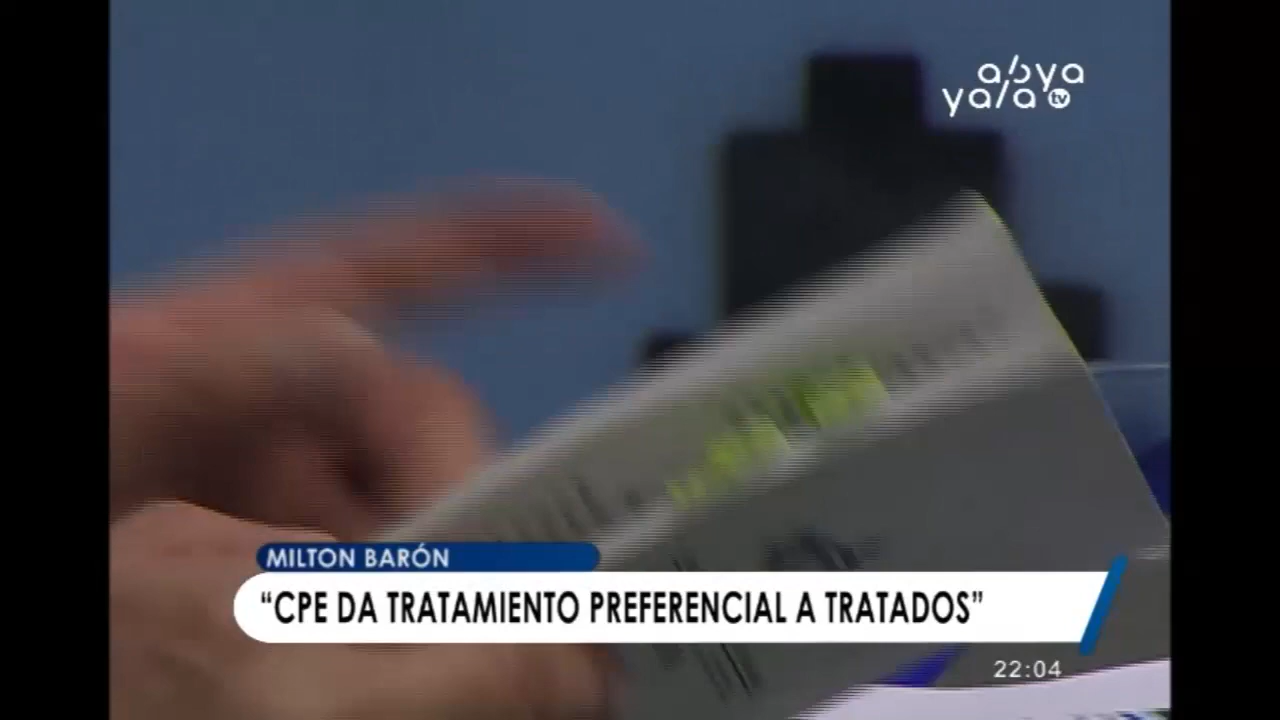 abya
yala tv
MILTON BARÓN
“CPE DA TRATAMIENTO PREFERENCIAL A TRATADOS”
22:04